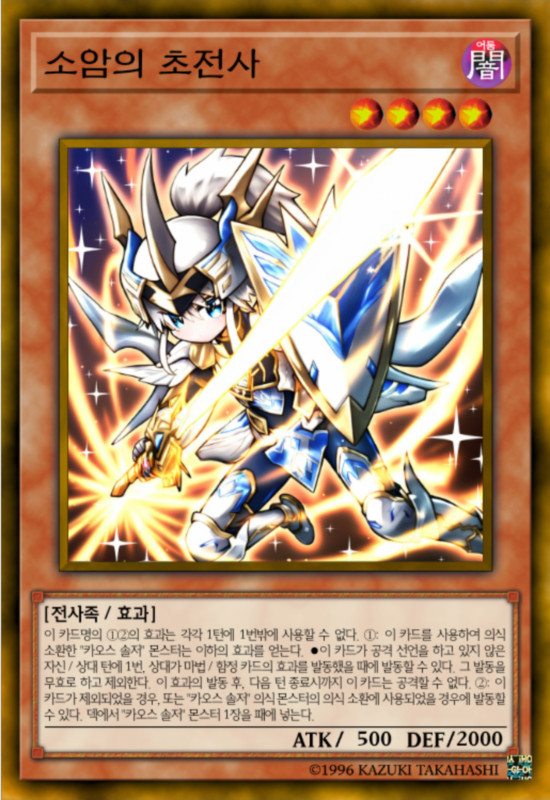 소암의 초전사
어둠
闇
[전사족 / 효과]
이 카드명의 ①②의 효과는 각각 1턴에 1번밖에 사용할 수 없다. ①: 이 카드를 사용하여 의식
소환한 "카오스 솔저" 몬스터는 이하의 효과를 얻는다. ●이 카드가 공격 선언을 하고 있지 않은
자신 / 상대 턴에 1번, 상대가 마법 / 함정 카드의 효과를 발동했을 때에 발동할 수 있다. 그 발동을
무효로 하고 제외한다. 이 효과의 발동 후, 다음 턴 종료시까지 이 카드는 공격할 수 없다. ②: 이
카드가 제외되었을 경우, 또는 "카오스 솔저" 의식 몬스터의 의식 소환에 사용되었을 경우에 발동할
수 있다. 덱에서 "카오스 솔저" 몬스터 1장을 패에 넣는다.
ATK/ 500 DEF/2000
©1996 KAZUKI TAKAHASHI